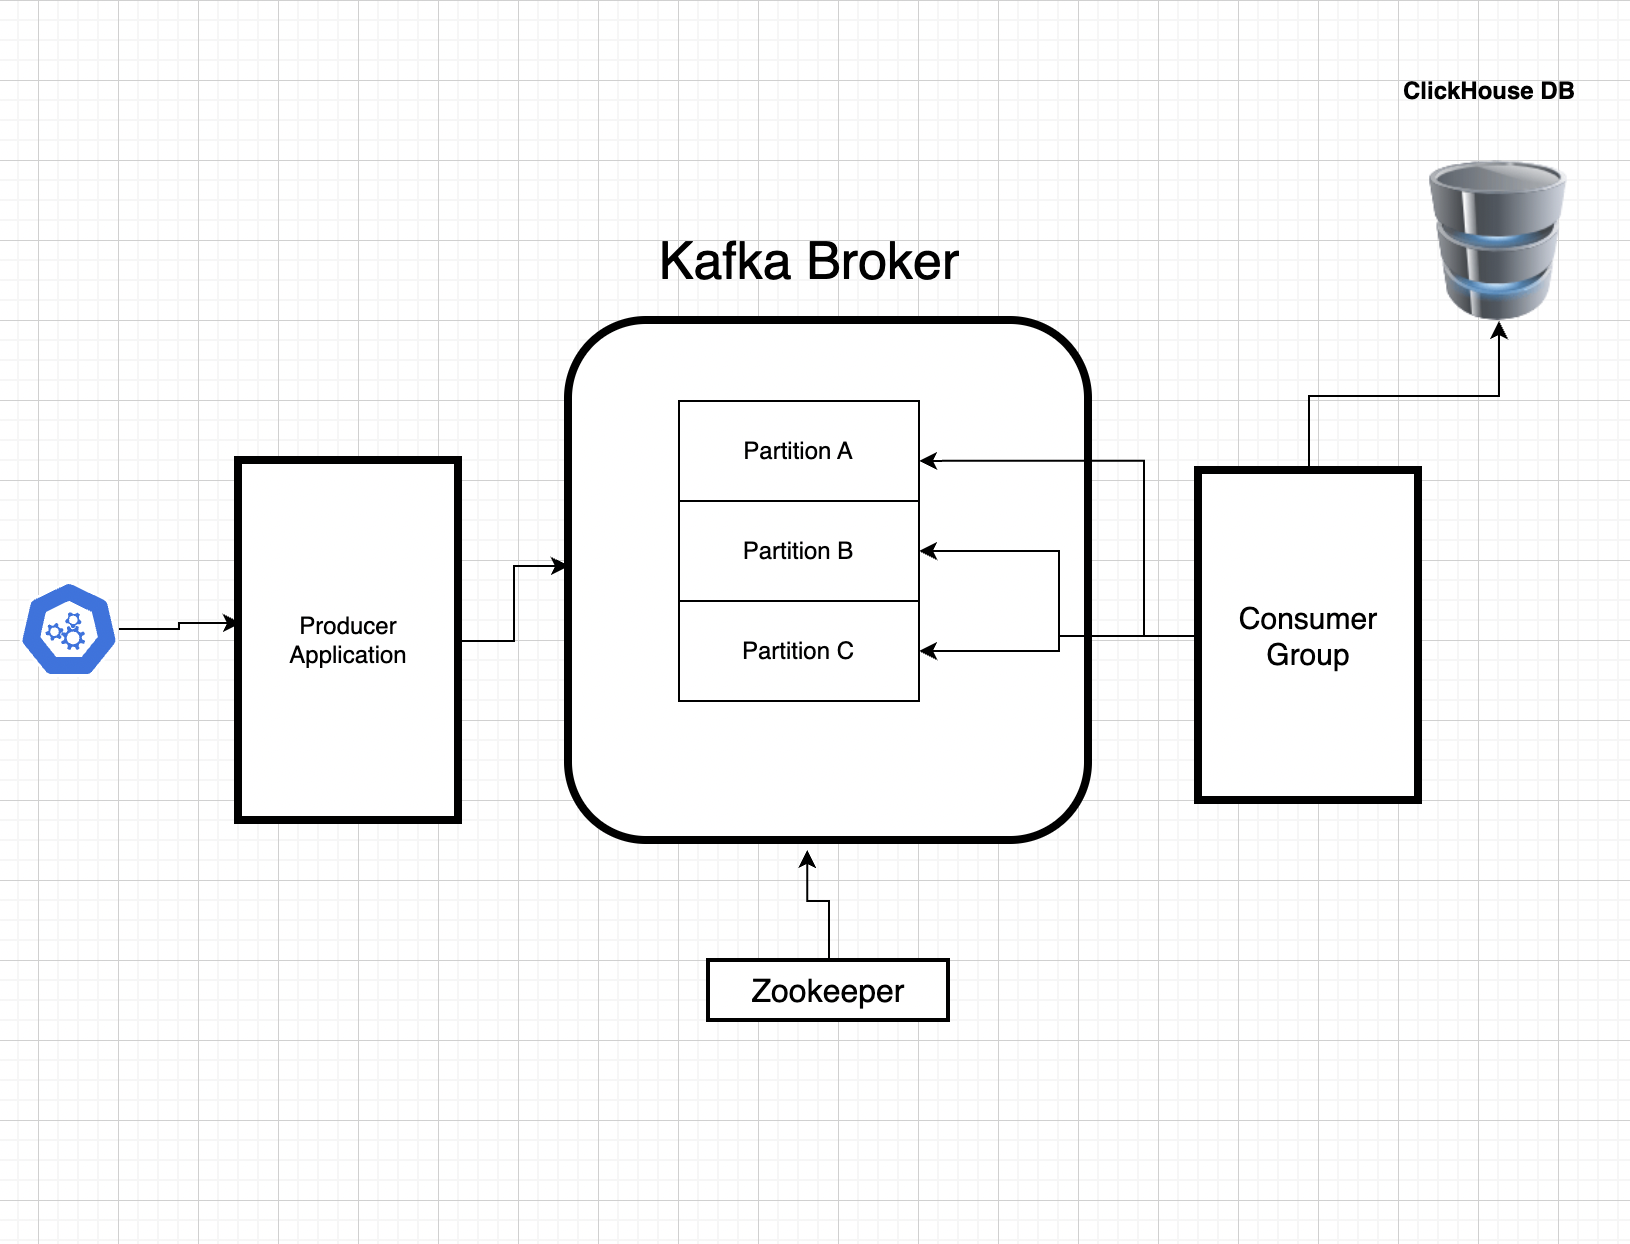 ClickHouse DB
Kafka Broker
Partition A
Partition B
Partition C
Producer
Application
Consumer
Group
Zookeeper